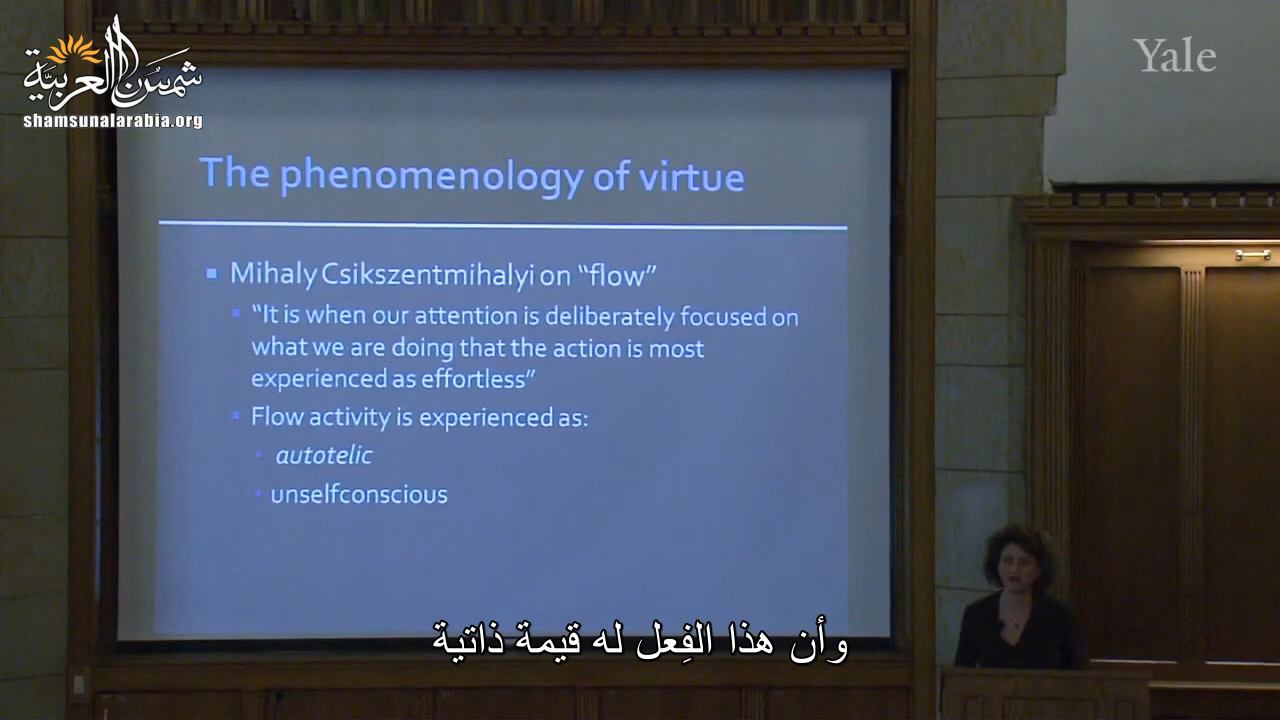 شمس العربية
shamsunalarabia.org
Yale
The phenomenology of virtue
Mihaly Csikszentmihalyi on “flow”
“It is when our attention is deliberately focused on
what we are doing that the action is most
experienced as effortless”
Flow activity is experienced as:
autotelic
unselfconscious
وأن هذا الفِعل له قيمة ذاتية